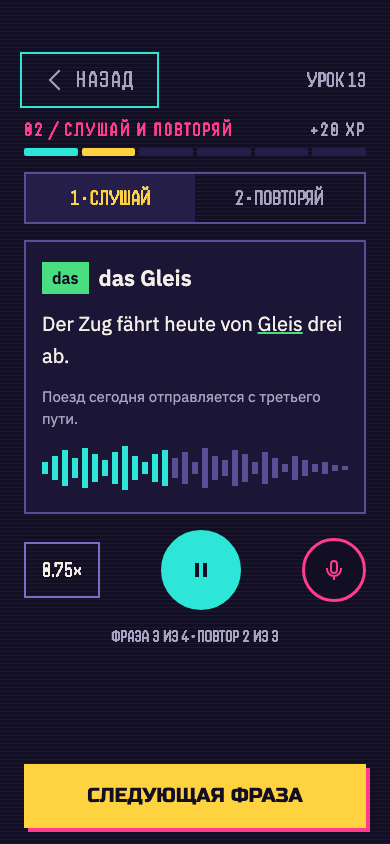 НАЗАД
УРОК 13
02 / СЛУШАЙ И ПОВТОРЯЙ
+20 XP
1 · СЛУШАЙ
2 · ПОВТОРЯЙ
das das Gleis
Der Zug fährt heute von Gleis drei
ab.
Поезд сегодня отправляется с третьего
пути.
0.75×
ФРАЗА 3 ИЗ 4 · ПОВТОР 2 ИЗ 3
СЛЕДУЮЩАЯ ФРАЗА